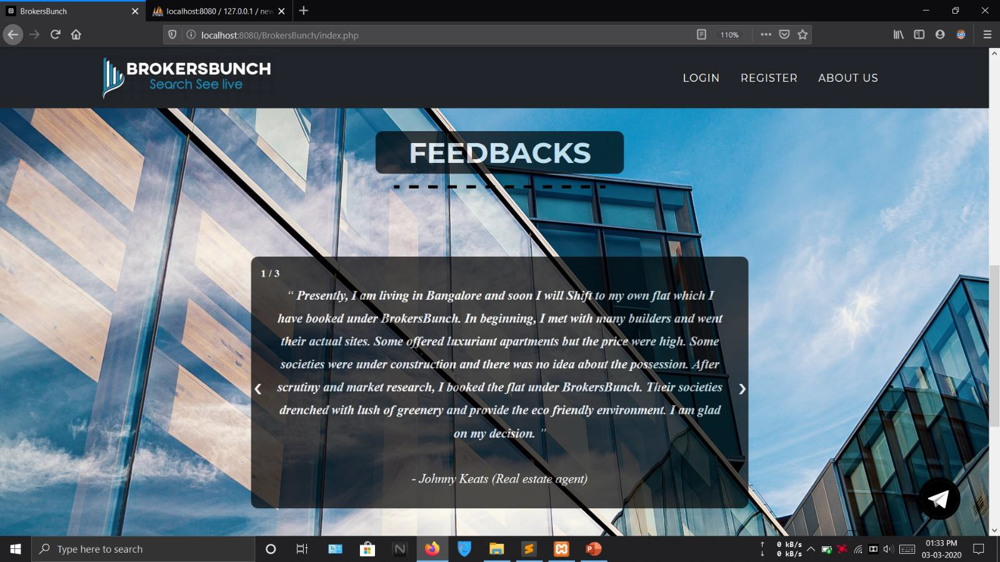 BrokersBunch
localhost:8080 / 127.0.0.1 / new
localhost:8080/BrokersBunch/index.php
110%
BROKERSBUNCH
Search See live
LOGIN
REGISTER
ABOUT US
FEEDBACKS
1 / 3
“ Presently, I am living in Bangalore and soon I will Shift to my own flat which I
have booked under BrokersBunch. In beginning, I met with many builders and went
their actual sites. Some offered luxuriant apartments but the price were high. Some
societies were under construction and there was no idea about the possession. After
scrutiny and market research, I booked the flat under BrokersBunch. Their societies
drenched with lush of greenery and provide the eco friendly environment. I am glad
on my decision. ”
- Johnny Keats (Real estate agent)
Type here to search
0 kB/s
0 kB/s
01:33 PM
03-03-2020